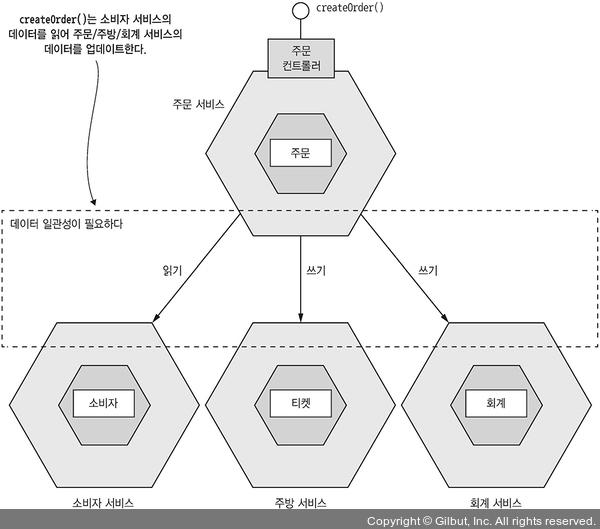 createOrder()
createOrder()는 소비자 서비스의
데이터를 읽어 주문/주방/회계 서비스의
데이터를 업데이트한다.
주문
컨트롤러
주문 서비스
주문
데이터 일관성이 필요하다
읽기
쓰기
쓰기
소비자
티켓
회계
소비자 서비스
주방 서비스
회계 서비스
Copyright © Gilbut, Inc. All rights reserved.